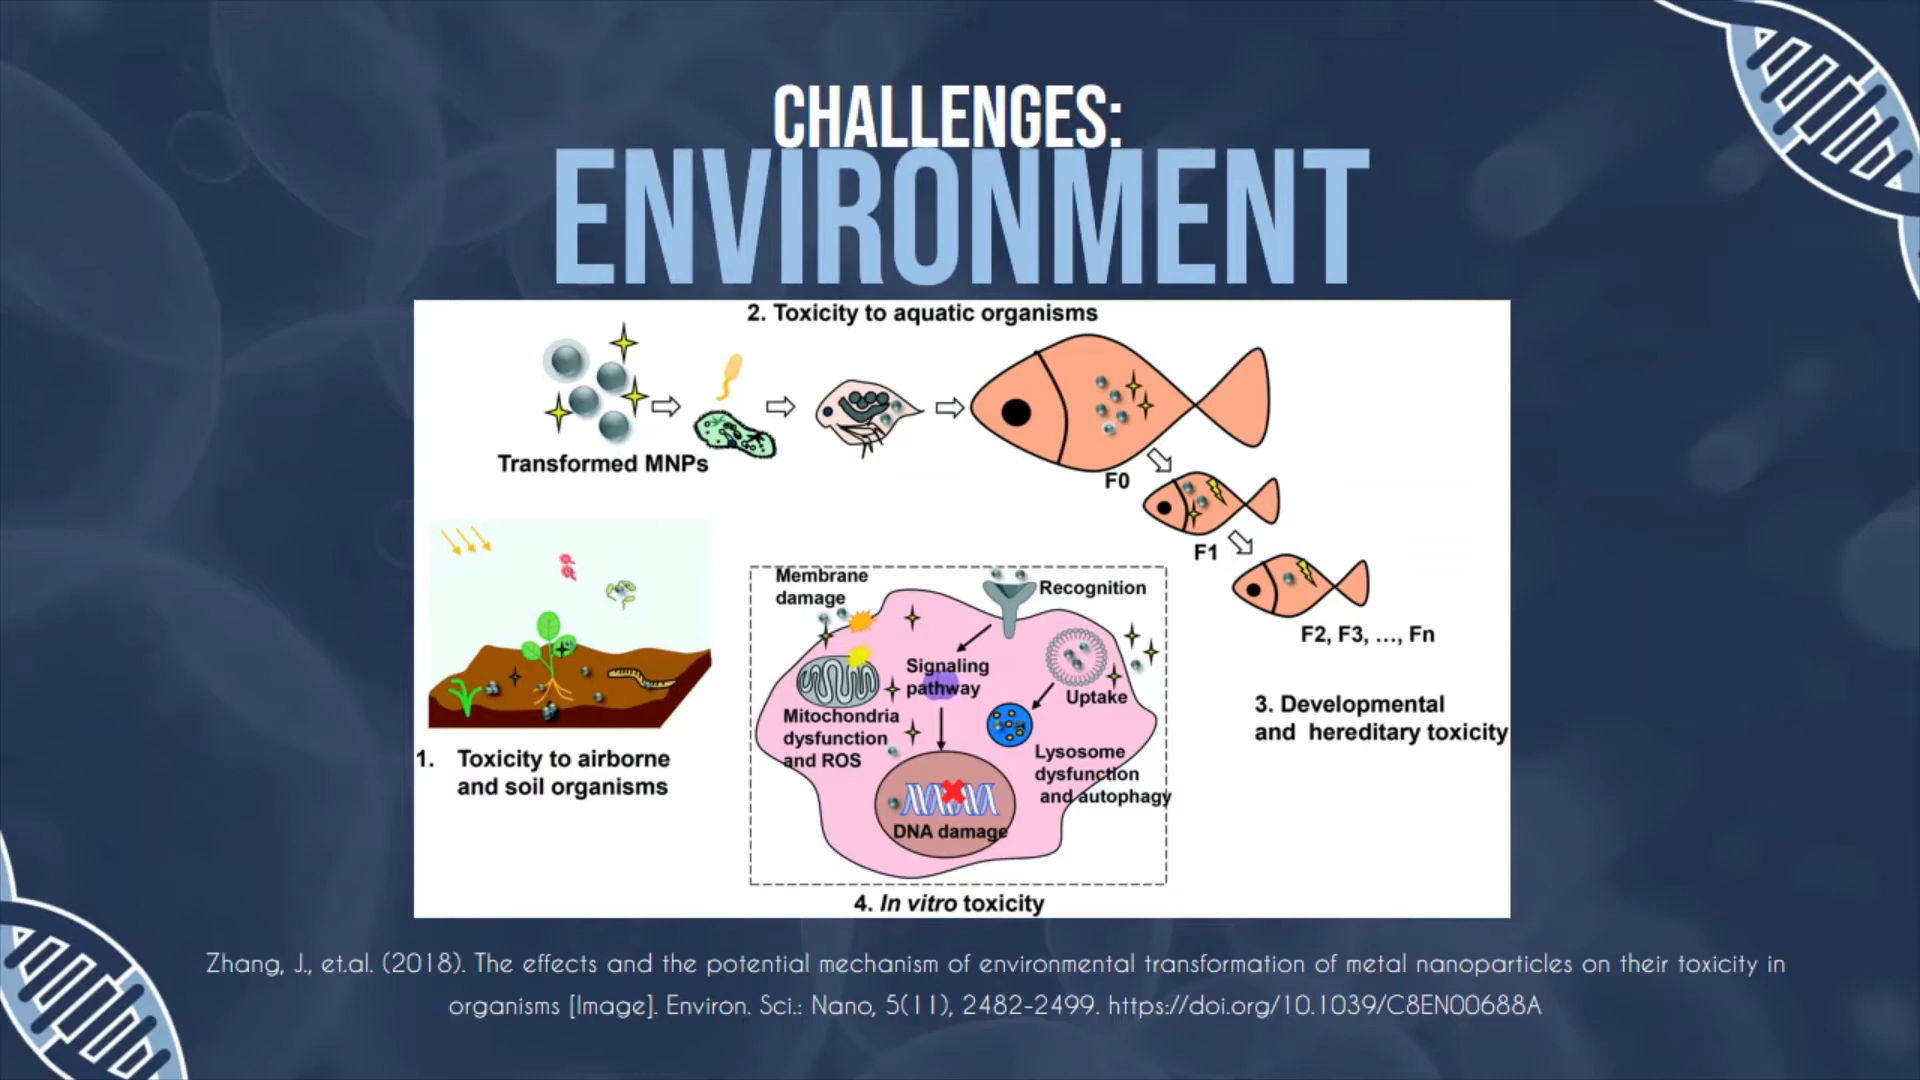 CHALLENGES:
ENVIRONMENT
2. Toxicity to aquatic organisms
Transformed MNPs
F0
F1
F2, F3, ..., Fn
3. Developmental
and hereditary toxicity
1. Toxicity to airborne
and soil organisms
Membrane
damage
Recognition
Signaling
pathway
Uptake
Mitochondria
dysfunction
and ROS
Lysosome
dysfunction
and autophagy
DNA damage
4. In vitro toxicity
Zhang, J., et.al. (2018). The effects and the potential mechanism of environmental transformation of metal nanoparticles on their toxicity in
organisms [Image]. Environ. Sci.: Nano, 5(11), 2482-2499. https://doi.org/10.1039/C8EN00688A